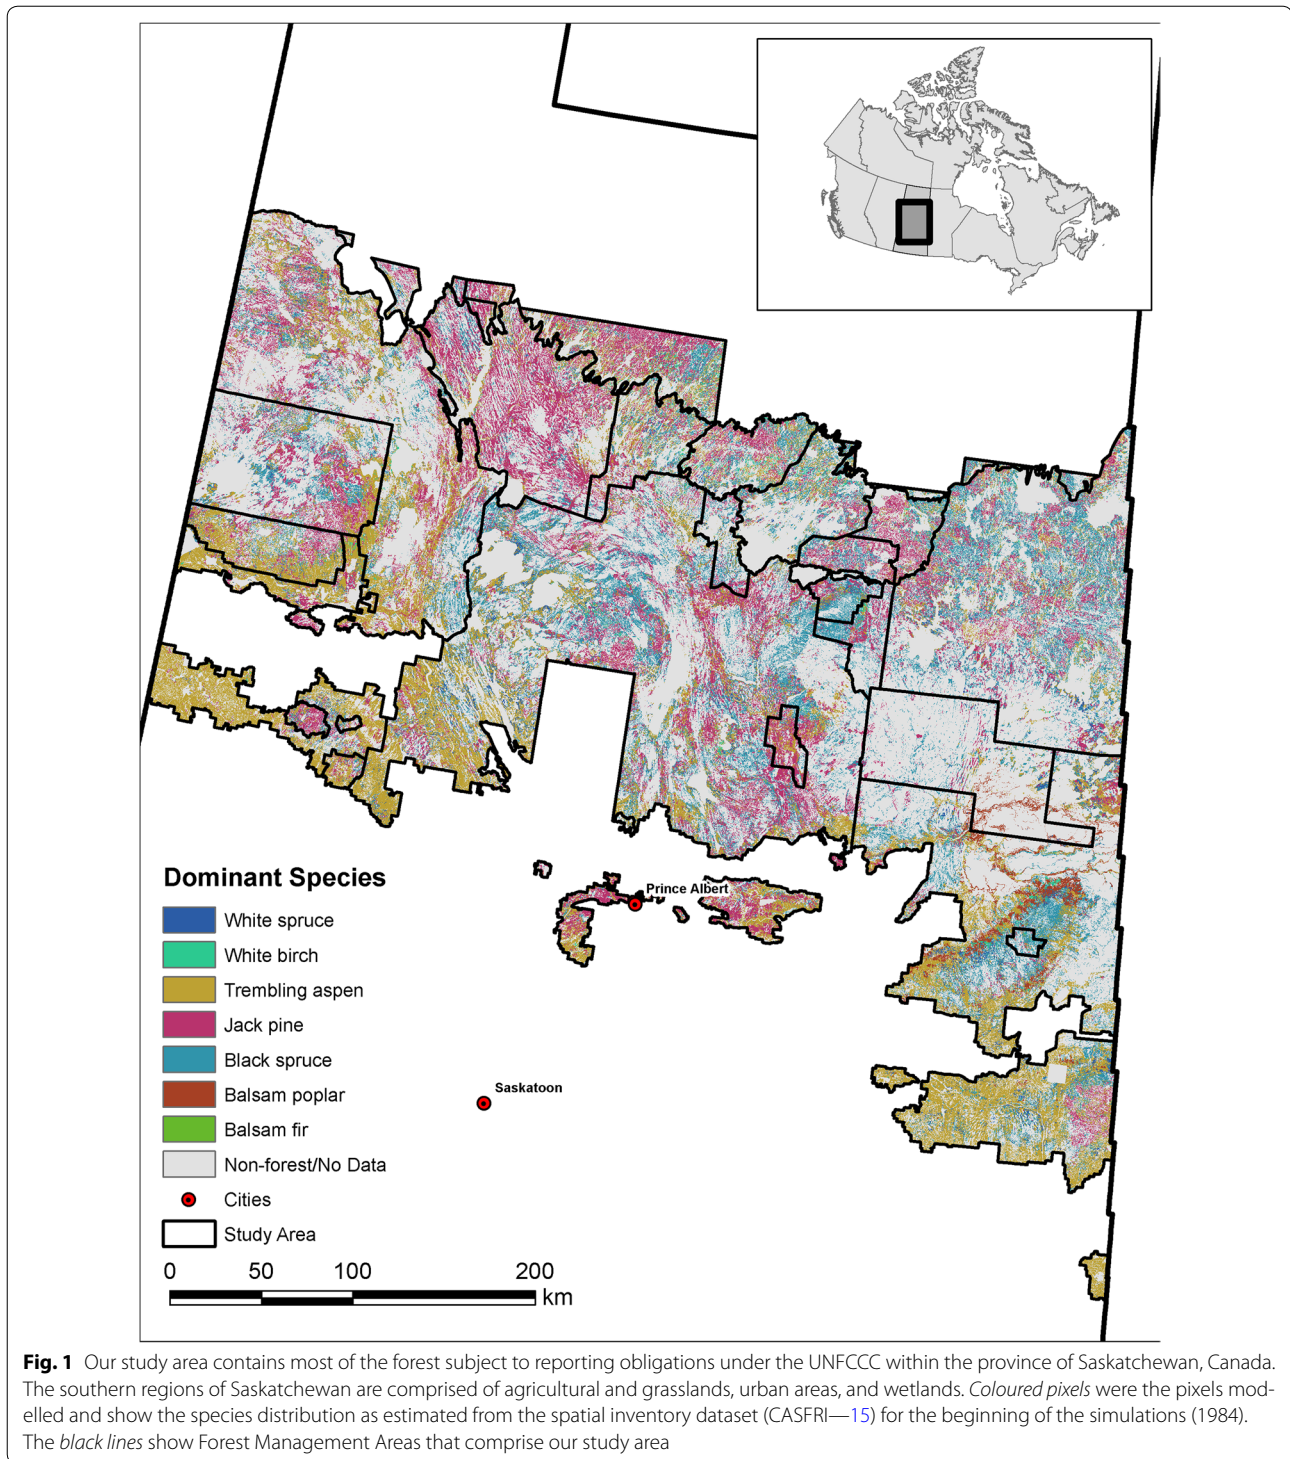 Prince Albert
Saskatoon
Dominant Species
White spruce
White birch
Trembling aspen
Jack pine
Black spruce
Balsam poplar
Balsam fir
Non-forest/No Data
Cities
Study Area
0 50 100 200
km
Fig. 1 Our study area contains most of the forest subject to reporting obligations under the UNFCCC within the province of Saskatchewan, Canada.
The southern regions of Saskatchewan are comprised of agricultural and grasslands, urban areas, and wetlands. Coloured pixels were the pixels mod-
elled and show the species distribution as estimated from the spatial inventory dataset (CASFRI—15) for the beginning of the simulations (1984).
The black lines show Forest Management Areas that comprise our study area